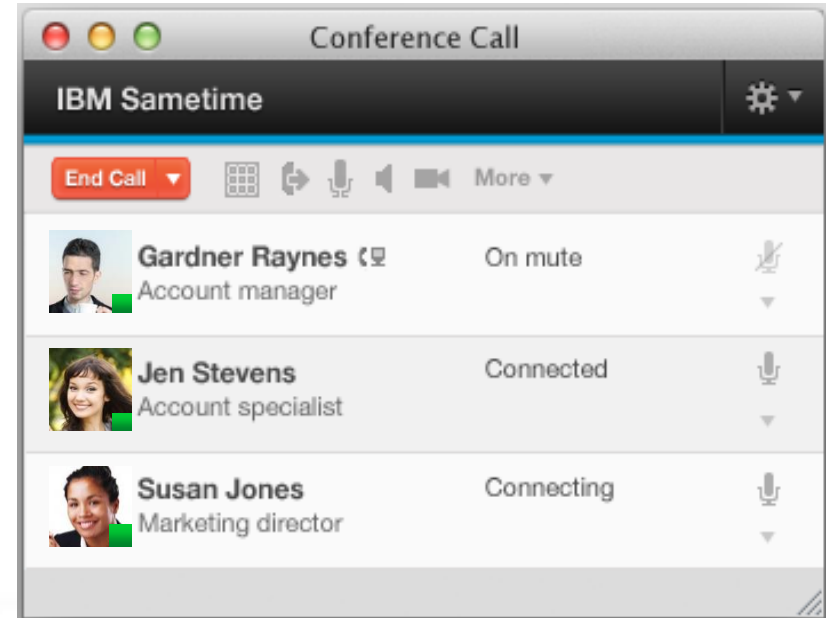 Conference Call
IBM Sametime
End Call
More
Gardner Raynes
On mute
Account manager
Jen Stevens
Connected
Account specialist
Susan Jones
Connecting
Marketing director